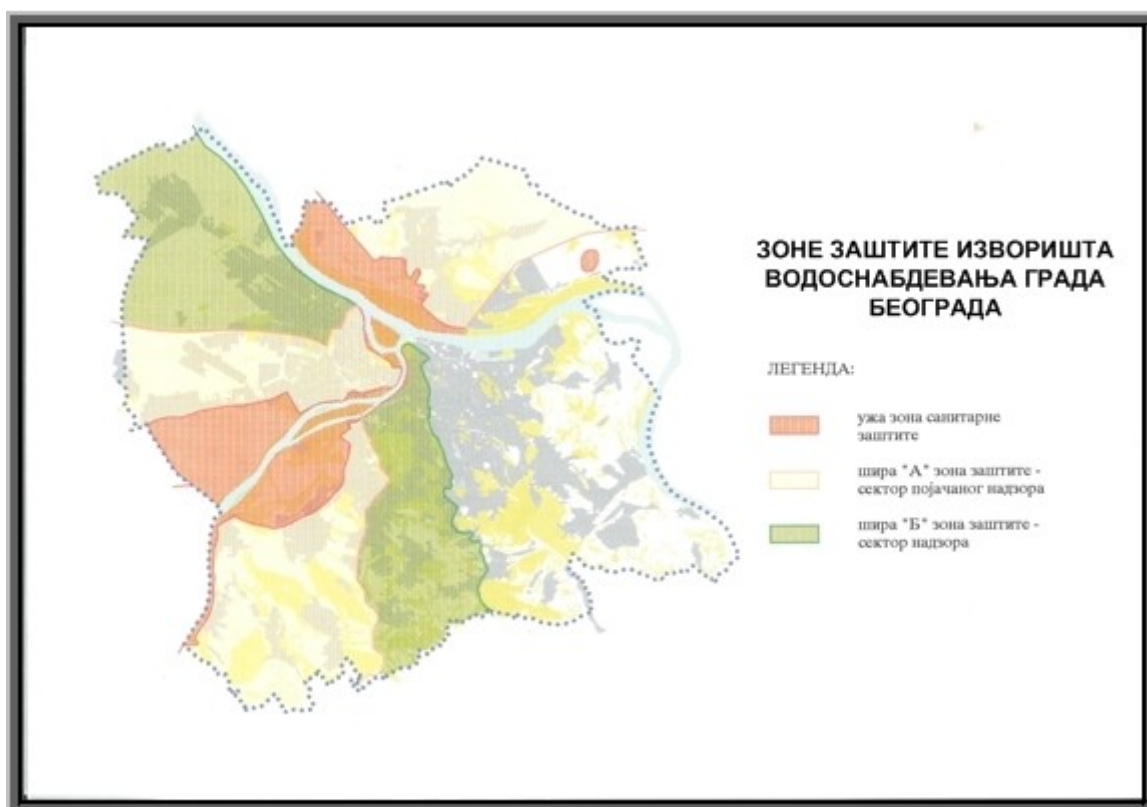 ЗОНЕ ЗАШТИТЕ ИЗВОРИШТА
ВОДОСНАБДЕВАЊА ГРАДА
БЕОГРАДА
ЛЕГЕНДА:
ужа зона санитарне
заштите
шира "А" зона заштите -
сектор појачаног надзора
шира "Б" зона заштите -
сектор надзора